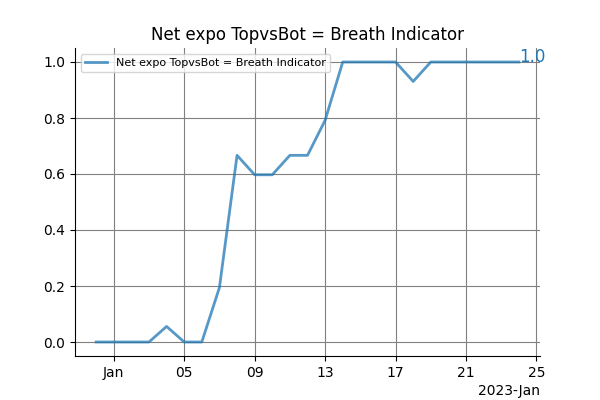 Net expo TopvsBot = Breath Indicator
Net expo TopvsBot = Breath Indicator
1.0
1.0
0.8
0.6
0.4
0.2
0.0
Jan 05 09 13 17 21 25
2023-Jan